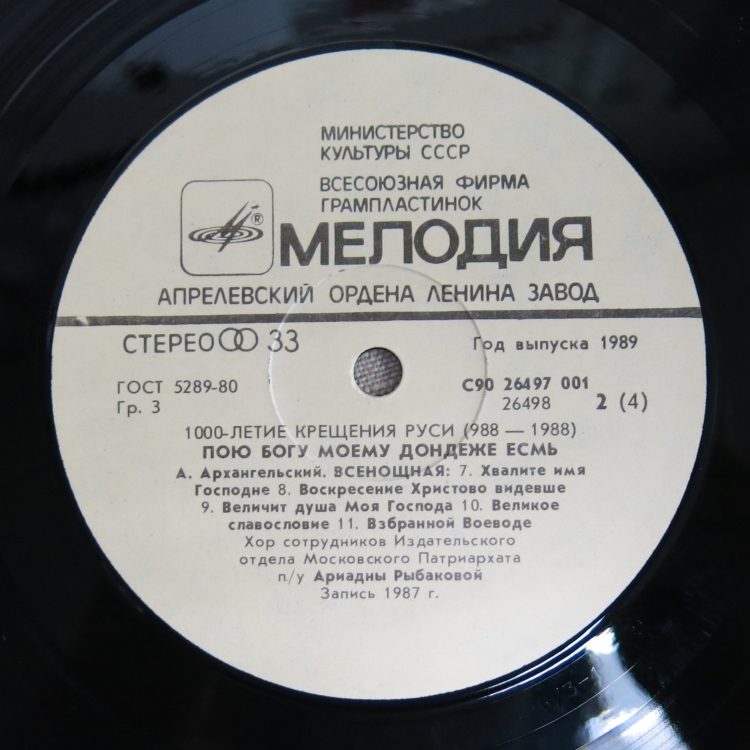 МИНИСТЕРСТВО
КУЛЬТУРЫ СССР
ВСЕСОЮЗНАЯ ФИРМА
ГРАМПЛАСТИНОК
®
МЕЛОДИЯ
АПРЕЛЕВСКИЙ ОРДЕНА ЛЕНИНА ЗАВОД
СТЕРЕО 33
Год выпуска 1989
ГОСТ 5289-80
С90 26497 001
Гр. 3
26498 2 (4)
1000-ЛЕТИЕ КРЕЩЕНИЯ РУСИ (988 — 1988)
ПОЮ БОГУ МОЕМУ ДОНДЕЖЕ ЕСМЬ
А. Архангельский. ВСЕНОЩНАЯ: 7. Хвалите имя
Господне 8. Воскресение Христово видевше
9. Величит душа Моя Господа 10. Великое
славословие 11. Взбранной Воеводе
Хор сотрудников Издательского
отдела Московского Патриархата
п/у Ариадны Рыбаковой
Запись 1987 г.